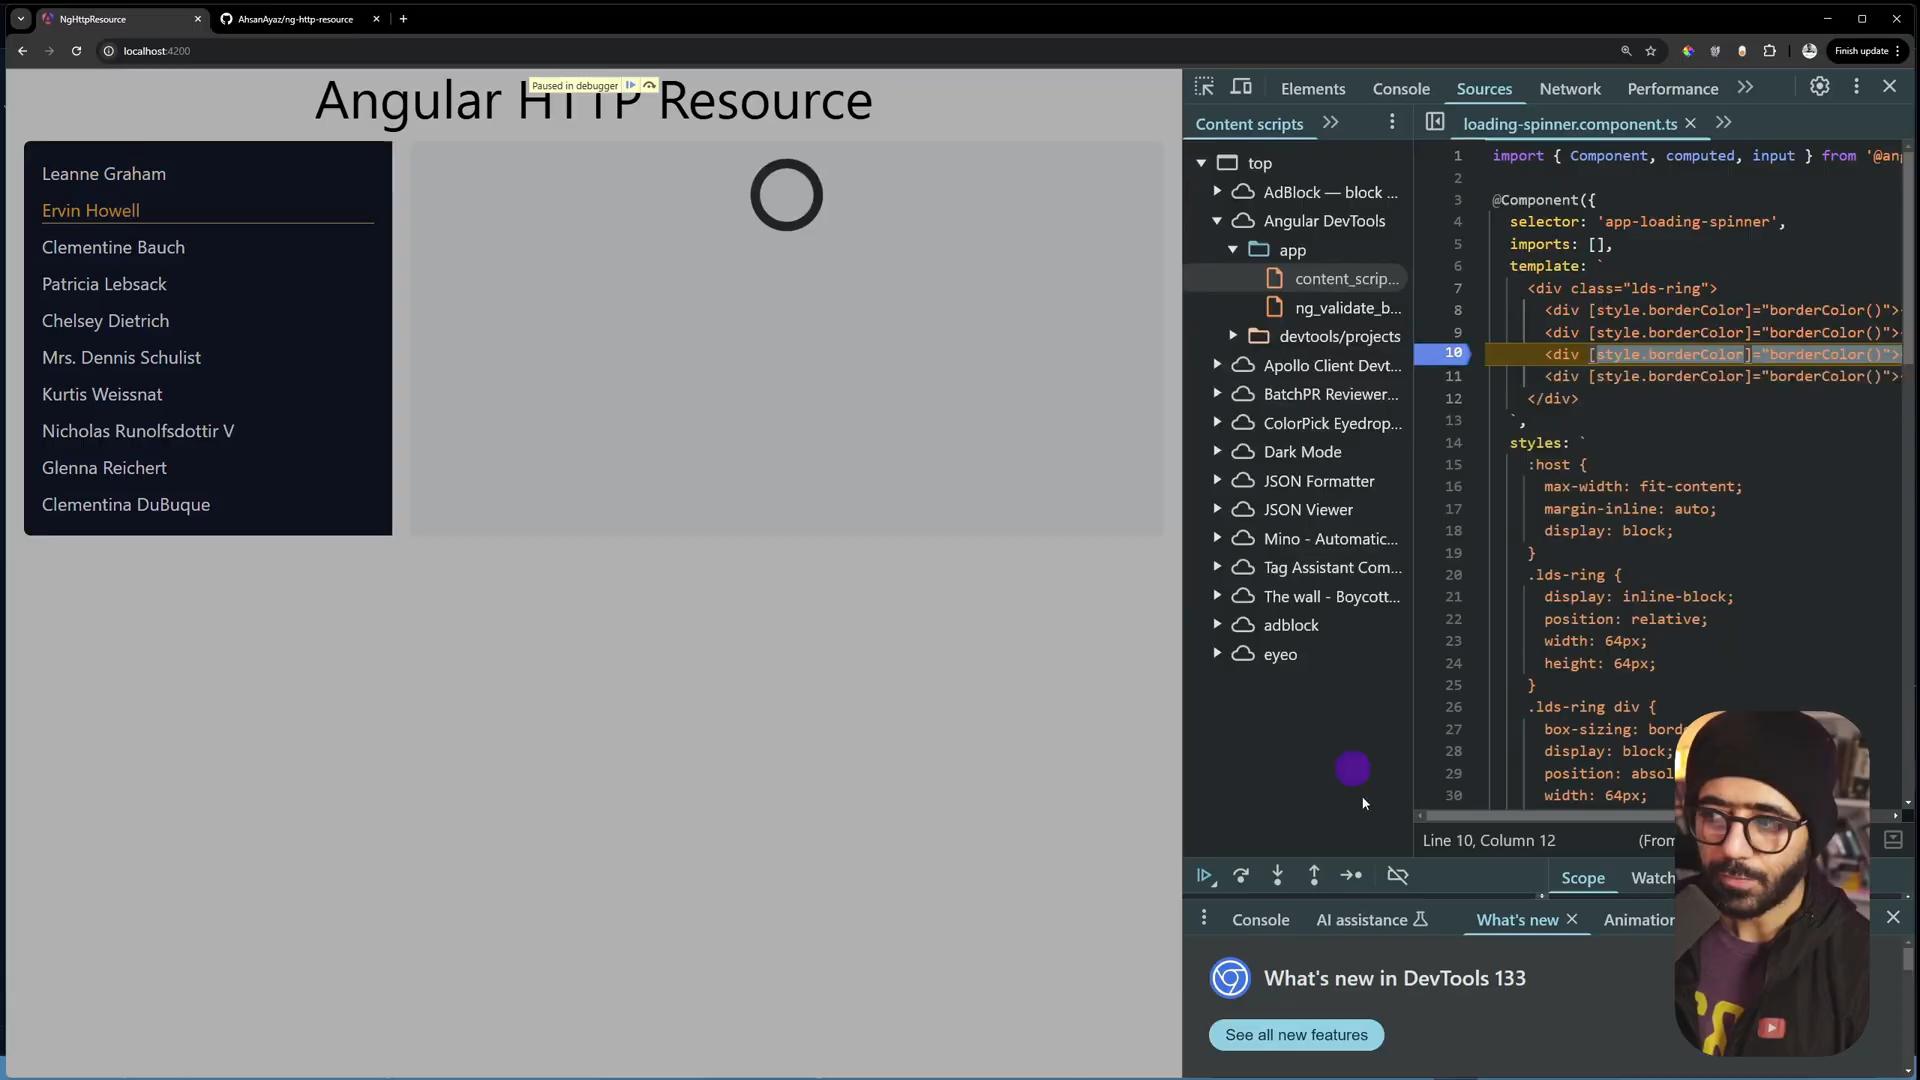 NgHttpResource
AhsanAyaz/ng-http-resource
localhost:4200
Finish update
Paused in debugger
Angular HTTP Resource
Leanne Graham
Ervin Howell
Clementine Bauch
Patricia Lebsack
Chelsey Dietrich
Mrs. Dennis Schulist
Kurtis Weissnat
Nicholas Runolfsdottir V
Glenna Reichert
Clementina DuBuque
Elements Console Sources Network Performance
Content scripts
loading-spinner.component.ts
top
AdBlock — block ...
Angular DevTools
app
content_scrip...
ng_validate_b...
devtools/projects
Apollo Client Devt...
BatchPR Reviewer...
ColorPick Eyedrop...
Dark Mode
JSON Formatter
JSON Viewer
Mino - Automatic...
Tag Assistant Com...
The wall - Boycott...
adblock
eyeo
1 import { Component, computed, input } from '@an
2
3 @Component({
4 selector: 'app-loading-spinner',
5 imports: [],
6 template: `
7 <div class="lds-ring">
8 <div [style.borderColor]="borderColor()">
9 <div [style.borderColor]="borderColor()">
10 <div [style.borderColor]="borderColor()">
11 <div [style.borderColor]="borderColor()">
12 </div>
13 `,
14 styles: `
15 :host {
16 max-width: fit-content;
17 margin-inline: auto;
18 display: block;
19 }
20 .lds-ring {
21 display: inline-block;
22 position: relative;
23 width: 64px;
24 height: 64px;
25 }
26 .lds-ring div {
27 box-sizing: bord
28 display: block;
29 position: absol
30 width: 64px;
Line 10, Column 12 (From
Scope Watch
Console AI assistance What's new Animation
What's new in DevTools 133
See all new features